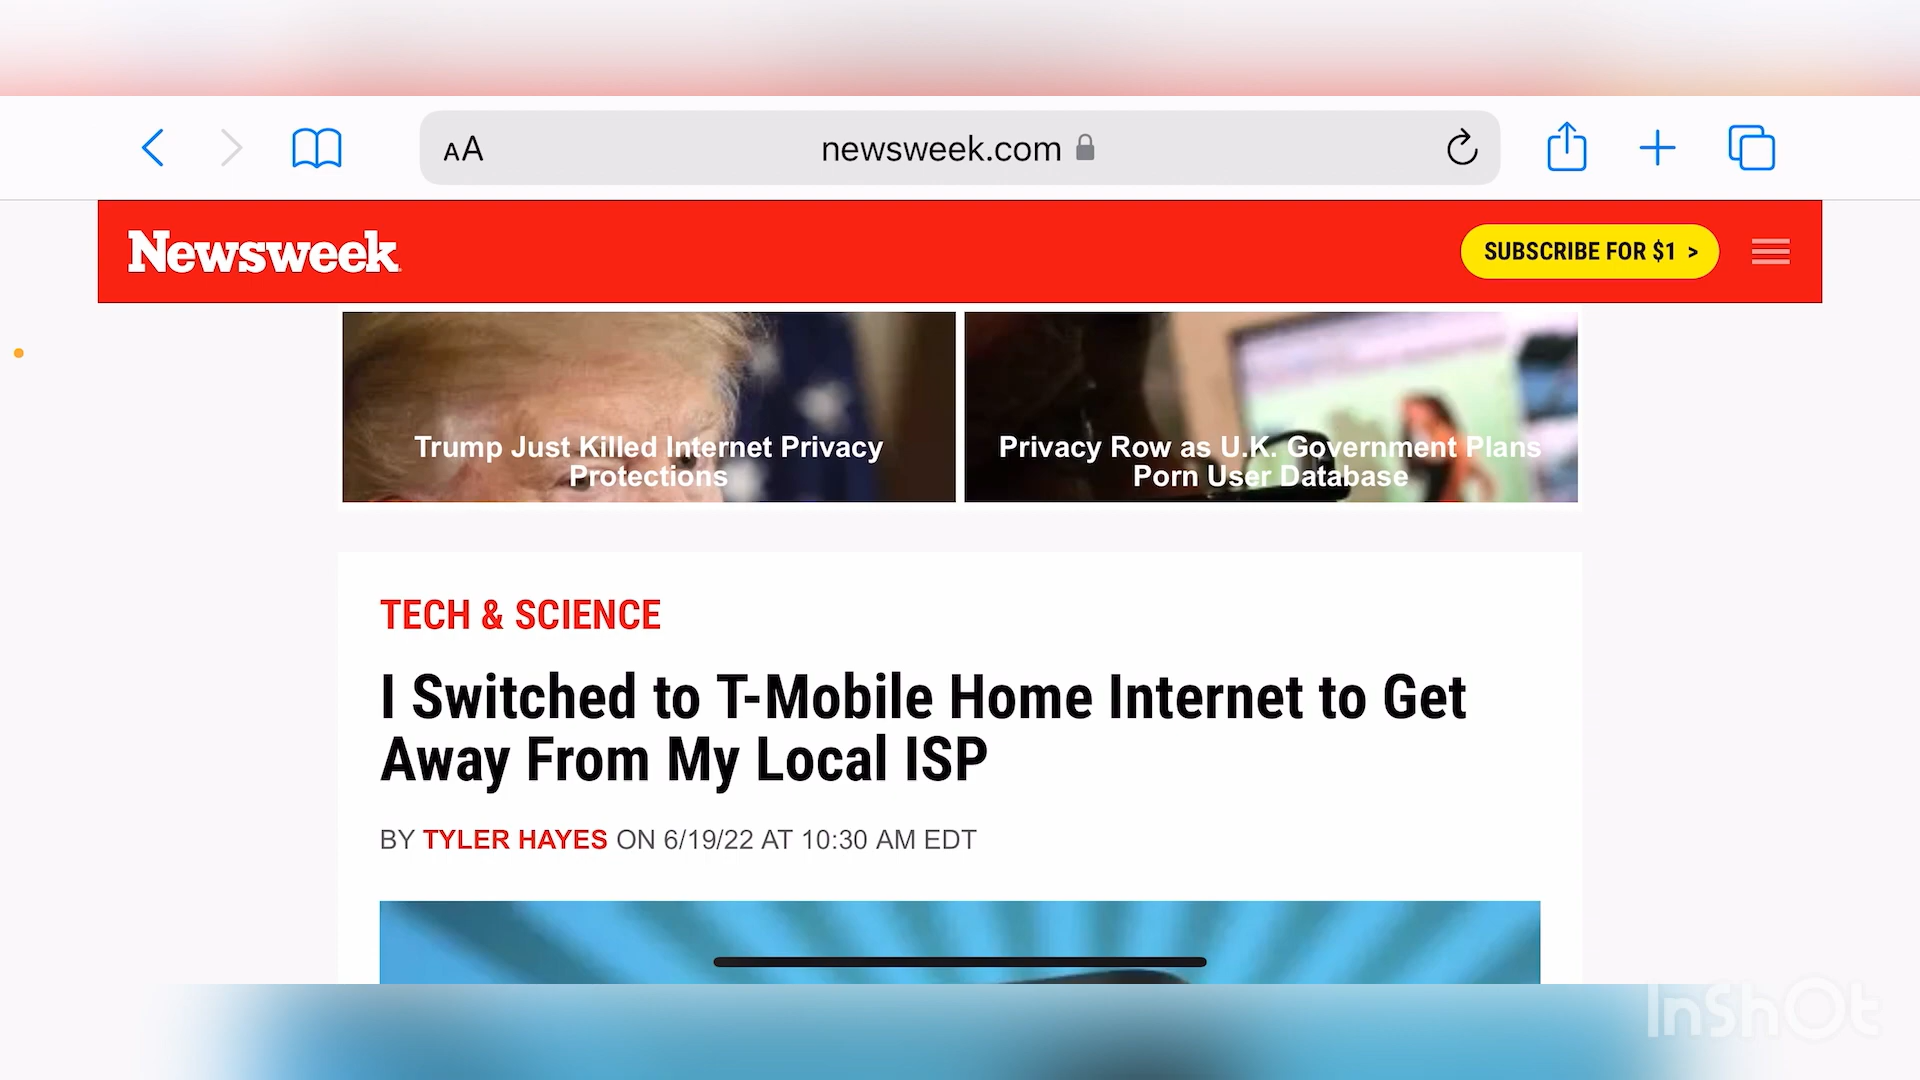 AA newsweek.com
Newsweek
SUBSCRIBE FOR $1 >
Trump Just Killed Internet Privacy
Protections
Privacy Row as U.K. Government Plans
Porn User Database
TECH & SCIENCE
I Switched to T-Mobile Home Internet to Get
Away From My Local ISP
BY TYLER HAYES ON 6/19/22 AT 10:30 AM EDT
InShOt